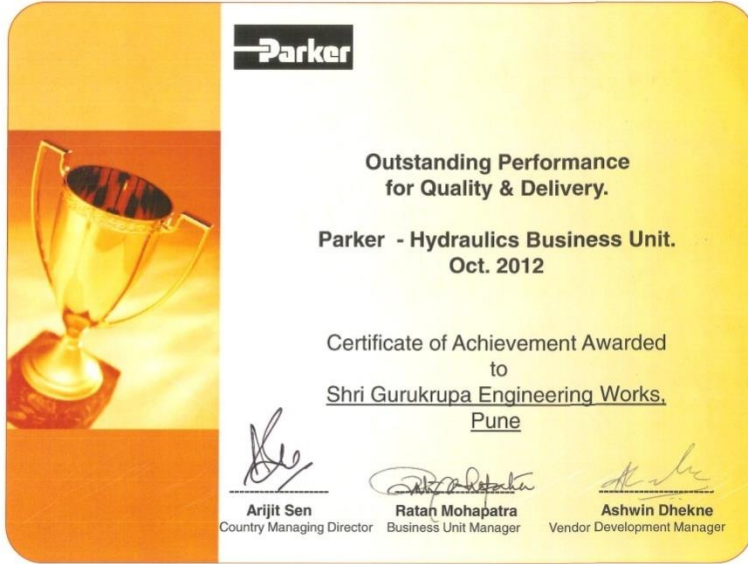 Parker
Outstanding Performance
for Quality & Delivery.
Parker - Hydraulics Business Unit.
Oct. 2012
Certificate of Achievement Awarded
to
Shri Gurukrupa Engineering Works,
Pune
Arijit Sen
Country Managing Director
Ratan Mohapatra
Business Unit Manager
Ashwin Dhekne
Vendor Development Manager